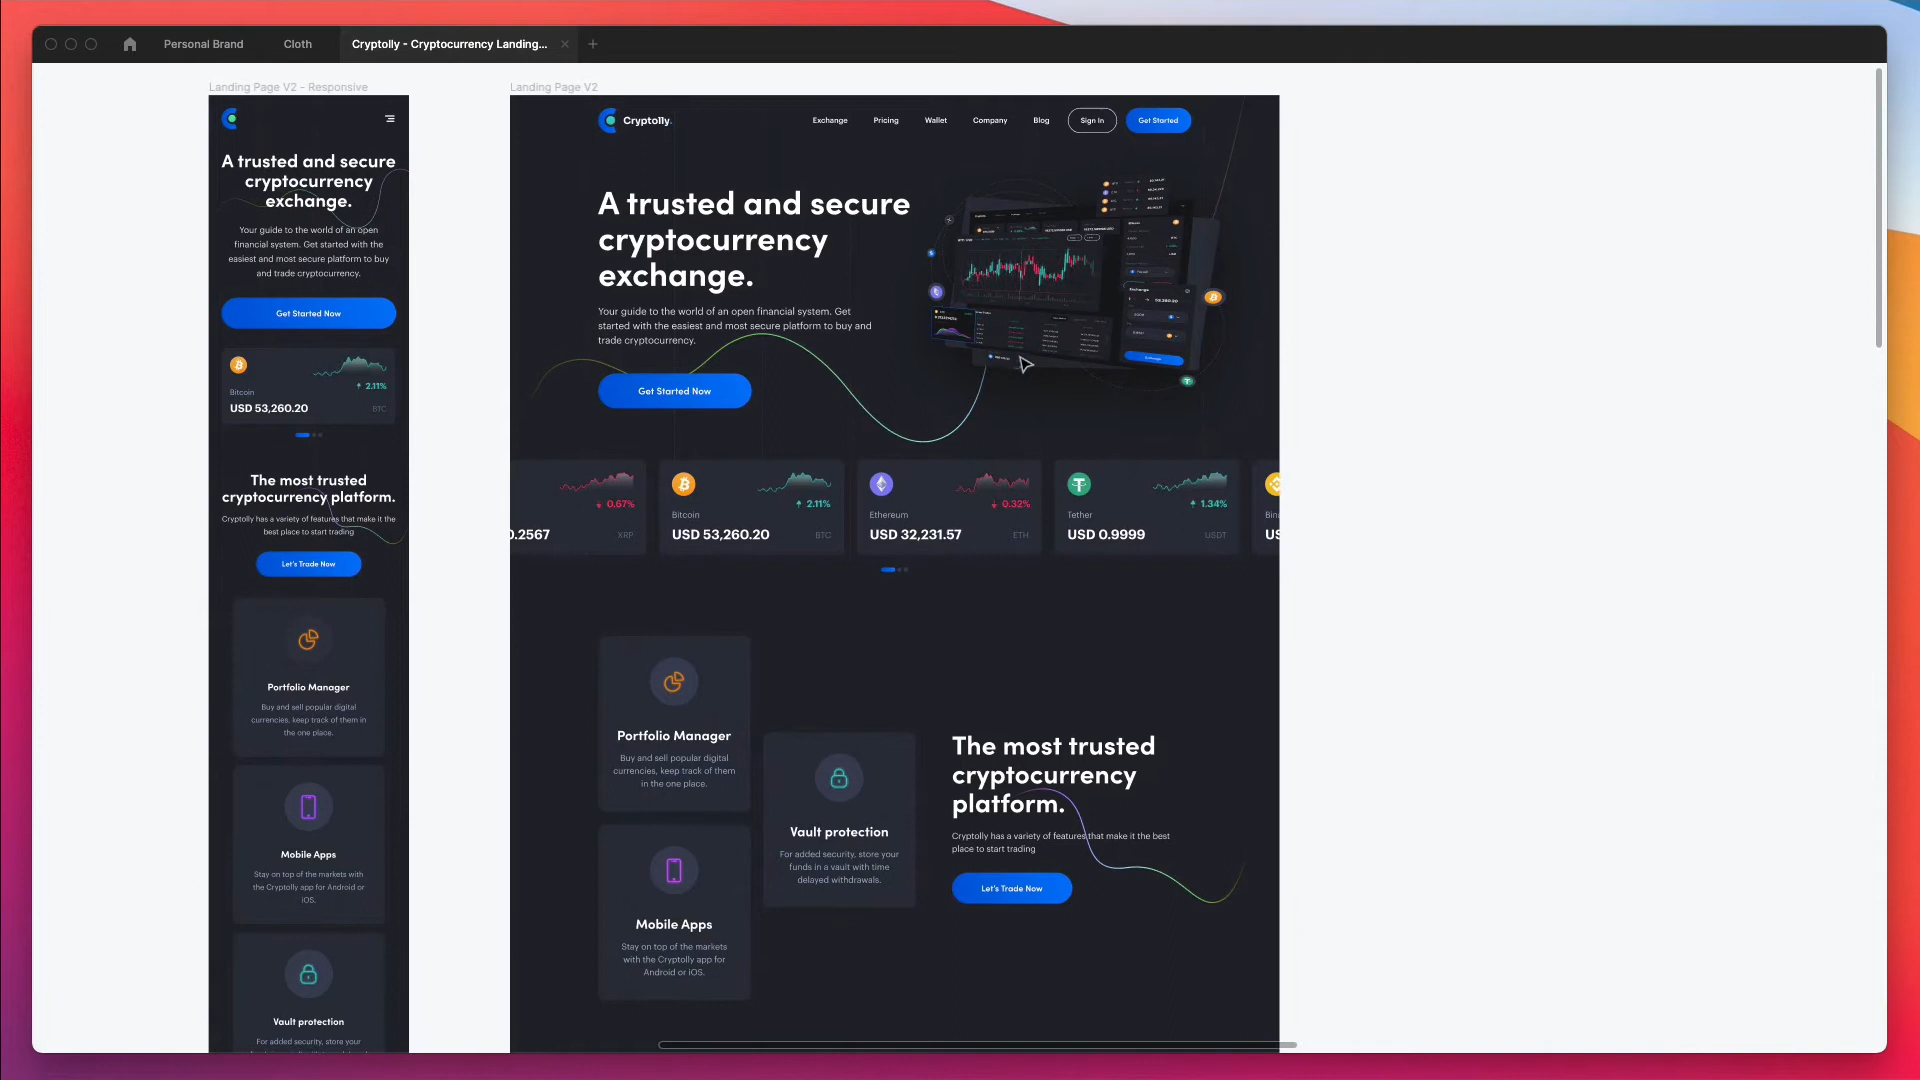 Personal Brand
Cloth
Cryptolly - Cryptocurrency Landing...
Landing Page V2 - Responsive
A trusted and secure
cryptocurrency
exchange.
Your guide to the world of an open
financial system. Get started with the
easiest and most secure platform to buy
and trade cryptocurrency.
Get Started Now
2.11%
Bitcoin
USD 53,260.20
BTC
The most trusted
cryptocurrency platform.
Cryptolly has a variety of features that make it the
best place to start trading
Let's Trade Now
Portfolio Manager
Buy and sell popular digital
currencies, keep track of them in
the one place.
Mobile Apps
Stay on top of the markets with
the Cryptolly app for Android or
iOS.
Vault protection
For added security, store your
Landing Page V2
Cryptolly.
Exchange
Pricing
Wallet
Company
Blog
Sign In
Get Started
A trusted and secure
cryptocurrency
exchange.
Your guide to the world of an open financial system. Get
started with the easiest and most secure platform to buy and
trade cryptocurrency.
Get Started Now
0.67%
0.2567
XRP
2.11%
Bitcoin
USD 53,260.20
BTC
0.32%
Ethereum
USD 32,231.57
ETH
1.34%
Tether
USD 0.9999
USDT
Bin
US
Portfolio Manager
Buy and sell popular digital
currencies, keep track of them
in the one place.
Mobile Apps
Stay on top of the markets
with the Cryptolly app for
Android or iOS.
Vault protection
For added security, store your
funds in a vault with time
delayed withdrawals.
The most trusted
cryptocurrency
platform.
Cryptolly has a variety of features that make it the best
place to start trading
Let's Trade Now